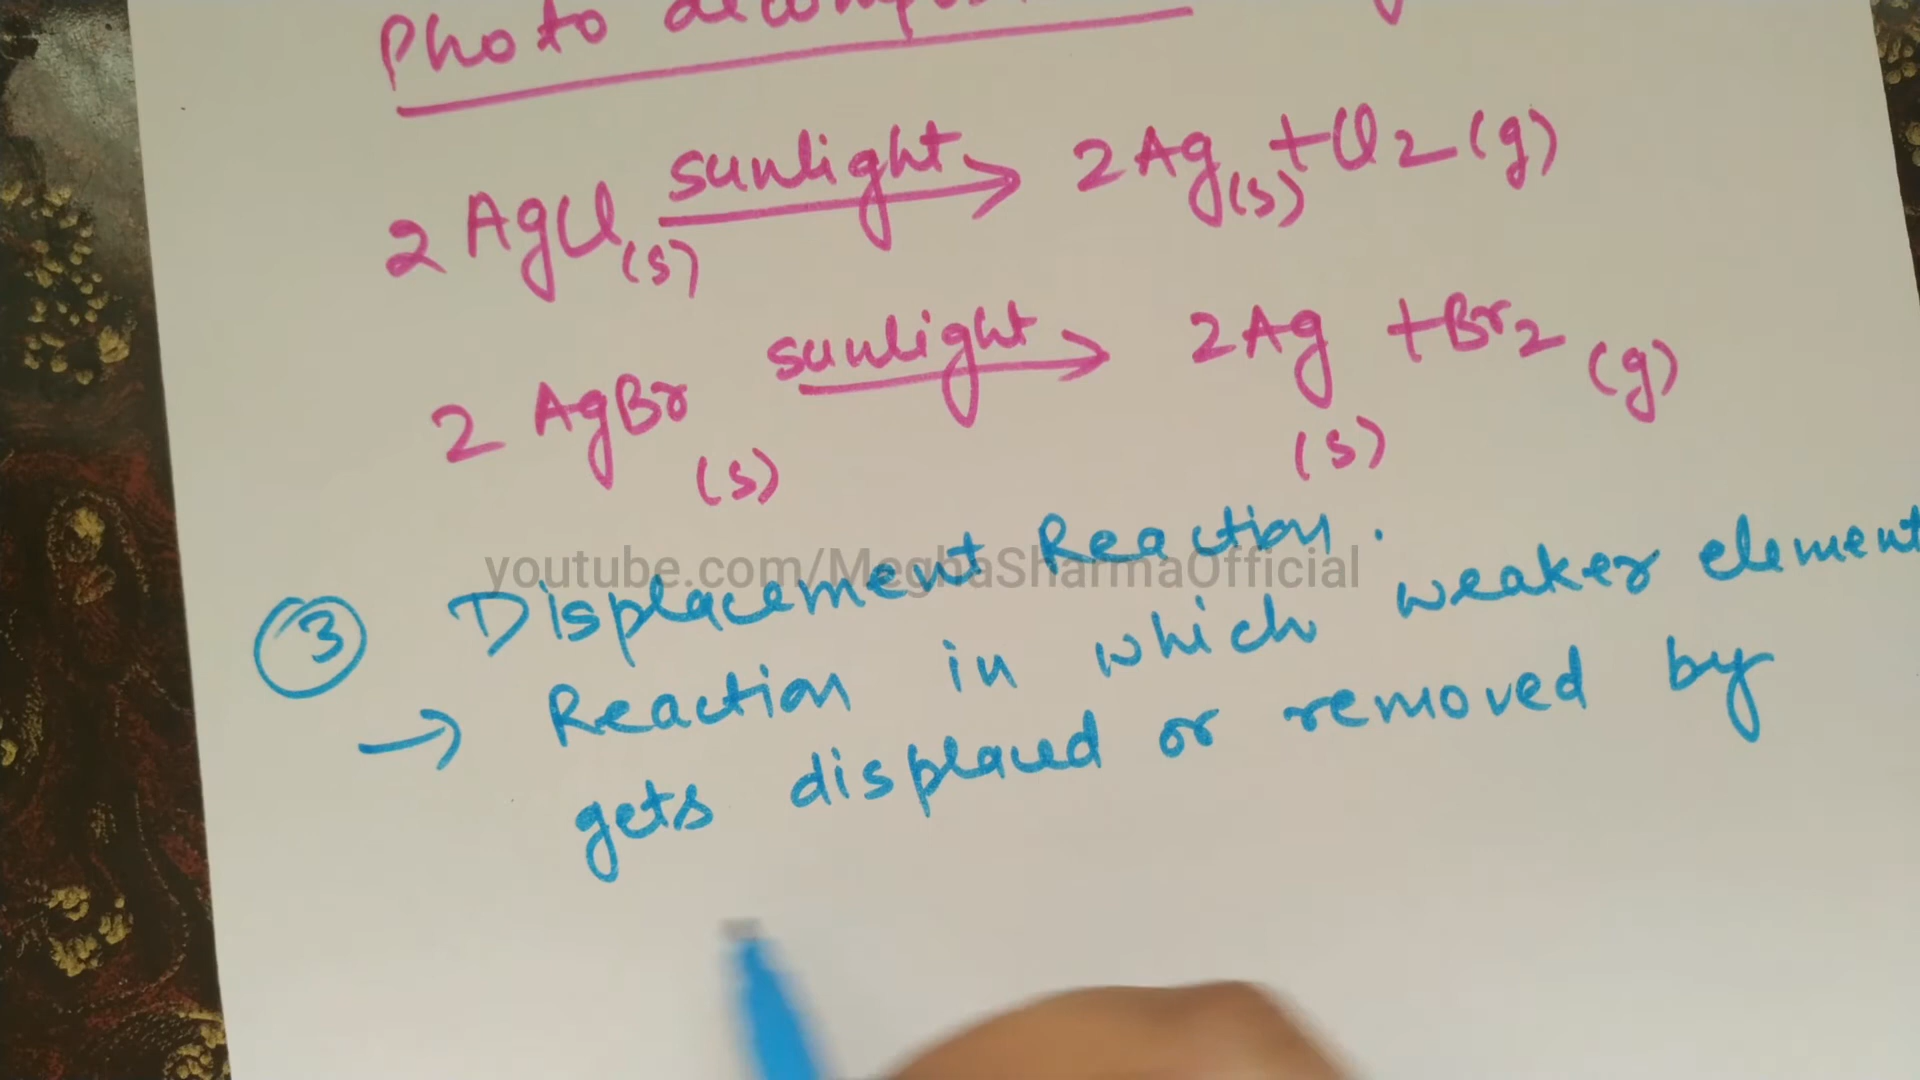 Photo
2 AgCl(s) sunlight → 2Ag(s) + Cl2 (g)
2 AgBr (s) sunlight → 2Ag (s) + Br2 (g)
youtube.com/MeghaSharmaOfficial
③ Displacement Reaction.
→ Reaction in which weaker element
gets displaced or removed by